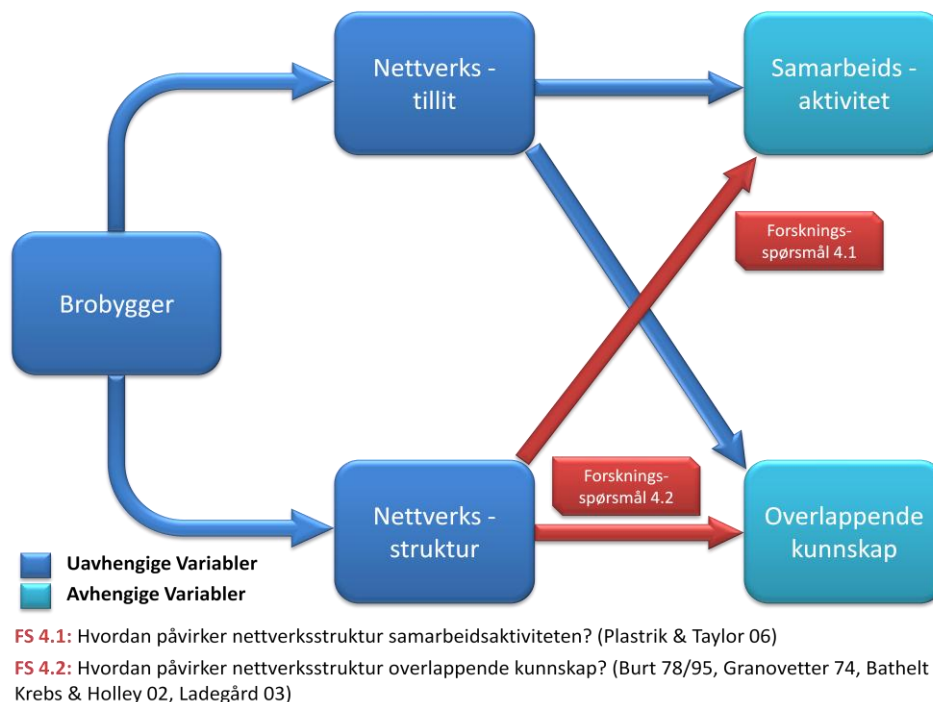 Nettverks -
tillit
Samarbeids -
aktivitet
Forsknings-
spørsmål 4.1
Brobygger
Forsknings-
spørsmål 4.2
Nettverks -
struktur
Overlappende
kunnskap
Uavhengige Variabler
Avhengige Variabler
FS 4.1: Hvordan påvirker nettverksstruktur samarbeidsaktiviteten? (Plastrik & Taylor 06)
FS 4.2: Hvordan påvirker nettverksstruktur overlappende kunnskap? (Burt 78/95, Granovetter 74, Bathelt
Krebs & Holley 02, Ladegård 03)